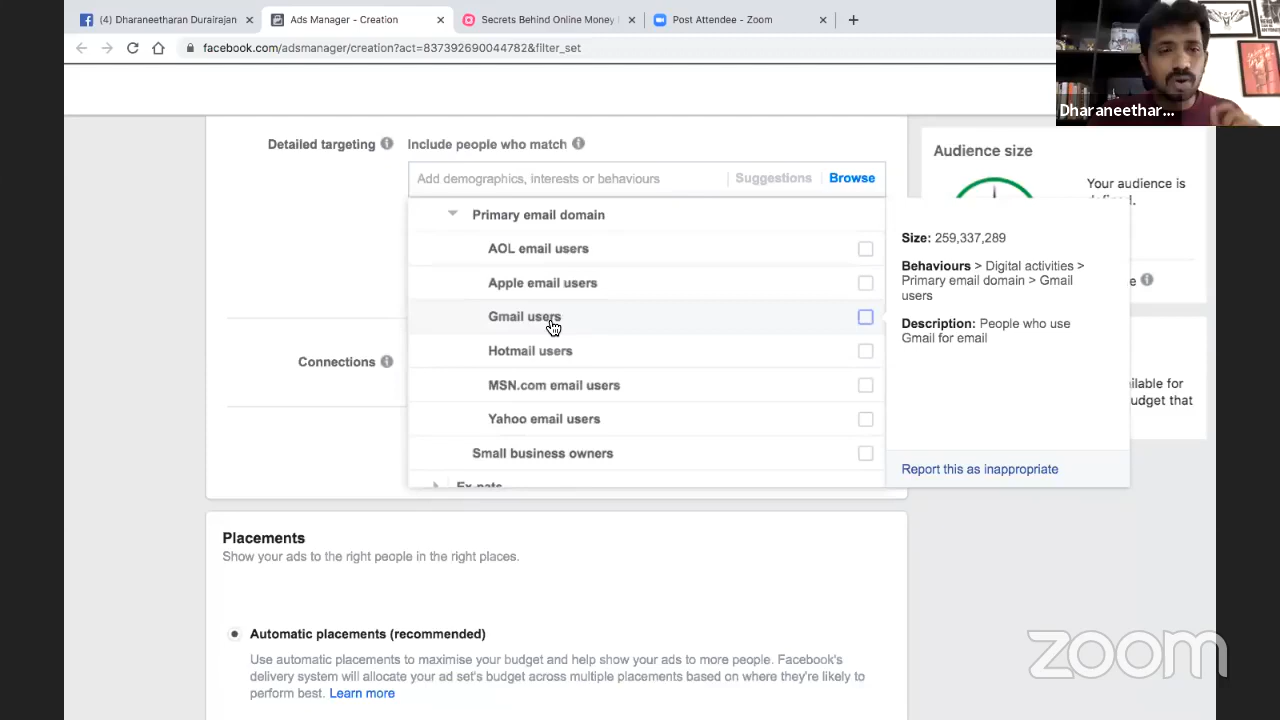 (4) Dharaneetharan Durairajan
Ads Manager - Creation
Secrets Behind Online Money
Post Attendee - Zoom
facebook.com/adsmanager/creation?act=837392690044782&filter_set
Dharaneethar...
Detailed targeting
Include people who match
Add demographics, interests or behaviours
Suggestions
Browse
Primary email domain
AOL email users
Apple email users
Gmail users
Hotmail users
MSN.com email users
Yahoo email users
Small business owners
Ex-pats
Connections
Audience size
Your audience is
Size: 259,337,289
Behaviours > Digital activities >
Primary email domain > Gmail
users
Description: People who use
Gmail for email
Report this as inappropriate
Placements
Show your ads to the right people in the right places.
Automatic placements (recommended)
Use automatic placements to maximise your budget and help show your ads to more people. Facebook's
delivery system will allocate your ad set's budget across multiple placements based on where they're likely to
perform best. Learn more
zoom